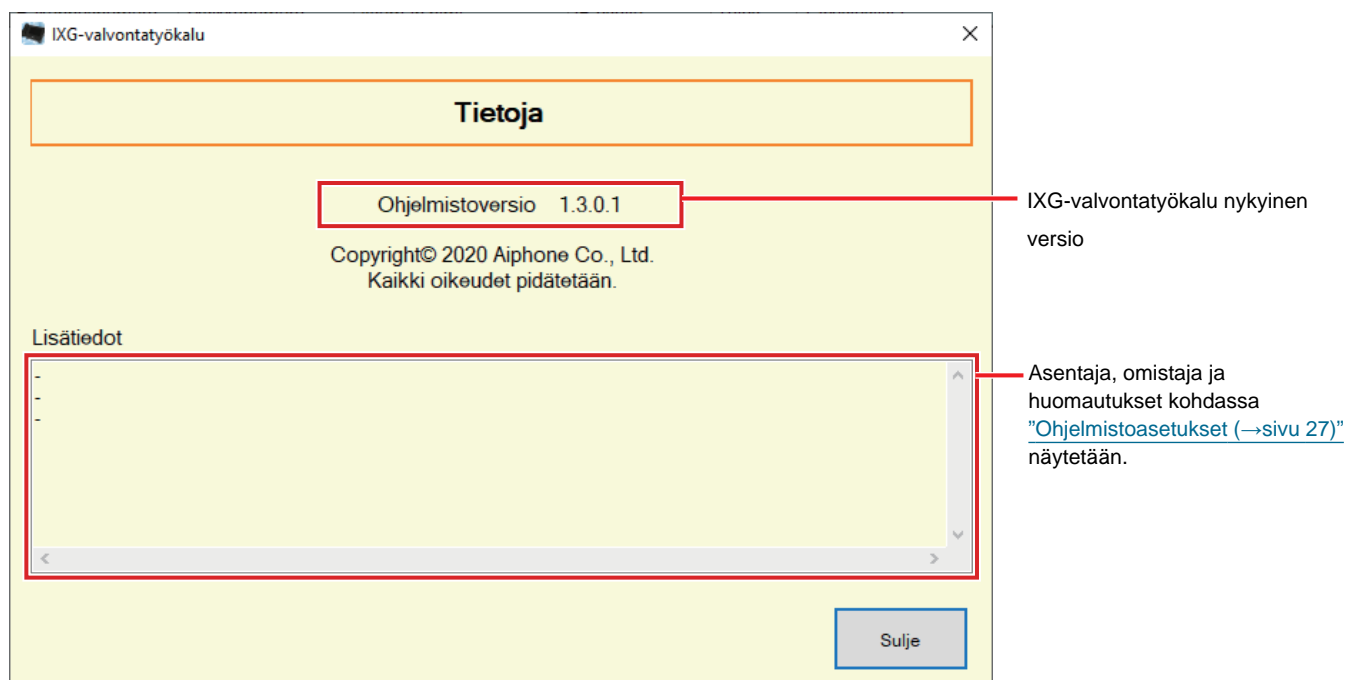 IXG-valvontatyökalu
Tietoja
Ohjelmistoversio 1.3.0.1
Copyright© 2020 Aiphone Co., Ltd.
Kaikki oikeudet pidätetään.
IXG-valvontatyökalu nykyinen
versio
Lisätiedot
-
-
-
Asentaja, omistaja ja
huomautukset kohdassa
”Ohjelmistoasetukset (→sivu 27)”
näytetään.
Sulje